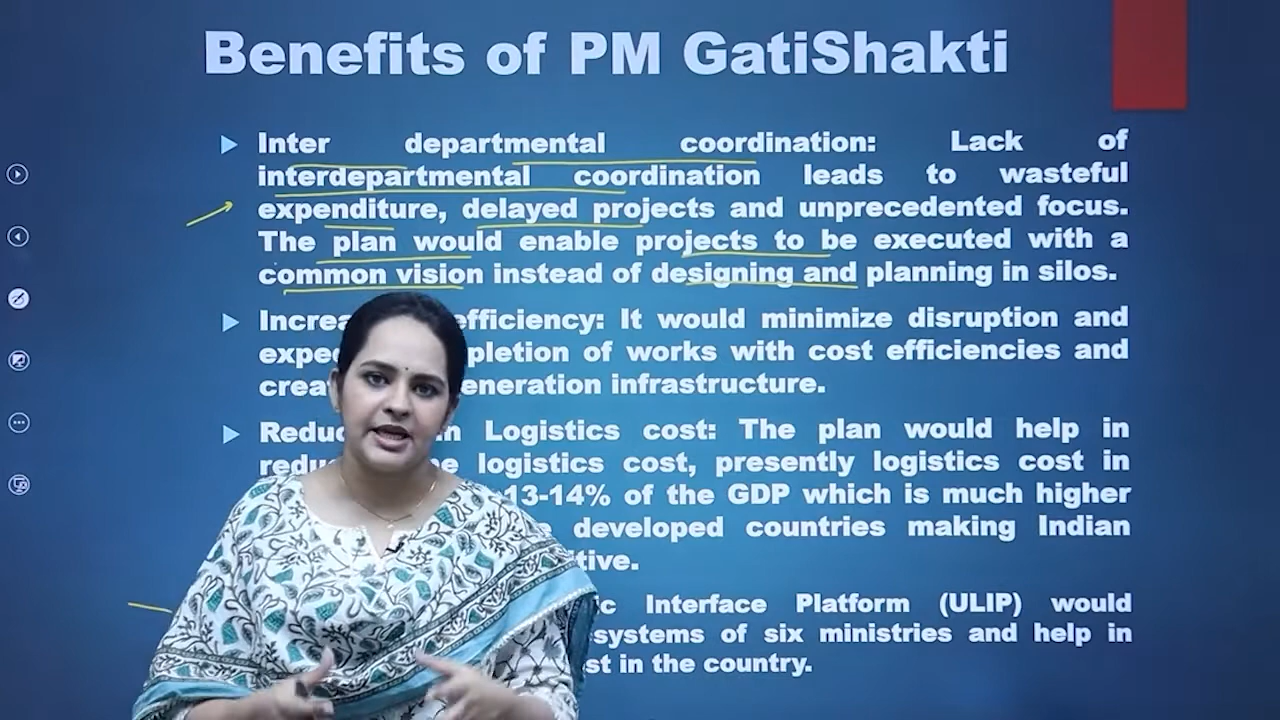 Benefits of PM GatiShakti
Inter departmental coordination: Lack of
interdepartmental coordination leads to wasteful
expenditure, delayed projects and unprecedented focus.
The plan would enable projects to be executed with a
common vision instead of designing and planning in silos.
efficiency: It would minimize disruption and
of works with cost efficiencies and
infrastructure.
Logistics cost: The plan would help in
logistics cost, presently logistics cost in
13-14% of the GDP which is much higher
developed countries making Indian
Interface Platform (ULIP) would
systems of six ministries and help in
in the country.